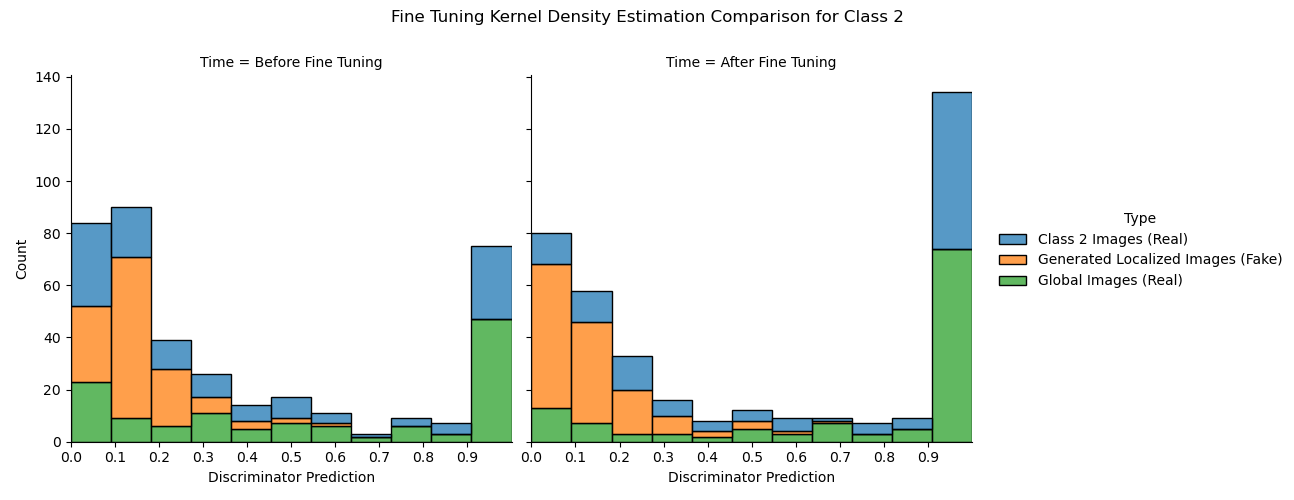 Fine Tuning Kernel Density Estimation Comparison for Class 2
Time = Before Fine Tuning
Time = After Fine Tuning
140
120
100
80
60
40
20
0
Count
0.0 0.1 0.2 0.3 0.4 0.5 0.6 0.7 0.8 0.9
Discriminator Prediction
0.0 0.1 0.2 0.3 0.4 0.5 0.6 0.7 0.8 0.9
Discriminator Prediction
Type
Class 2 Images (Real)
Generated Localized Images (Fake)
Global Images (Real)